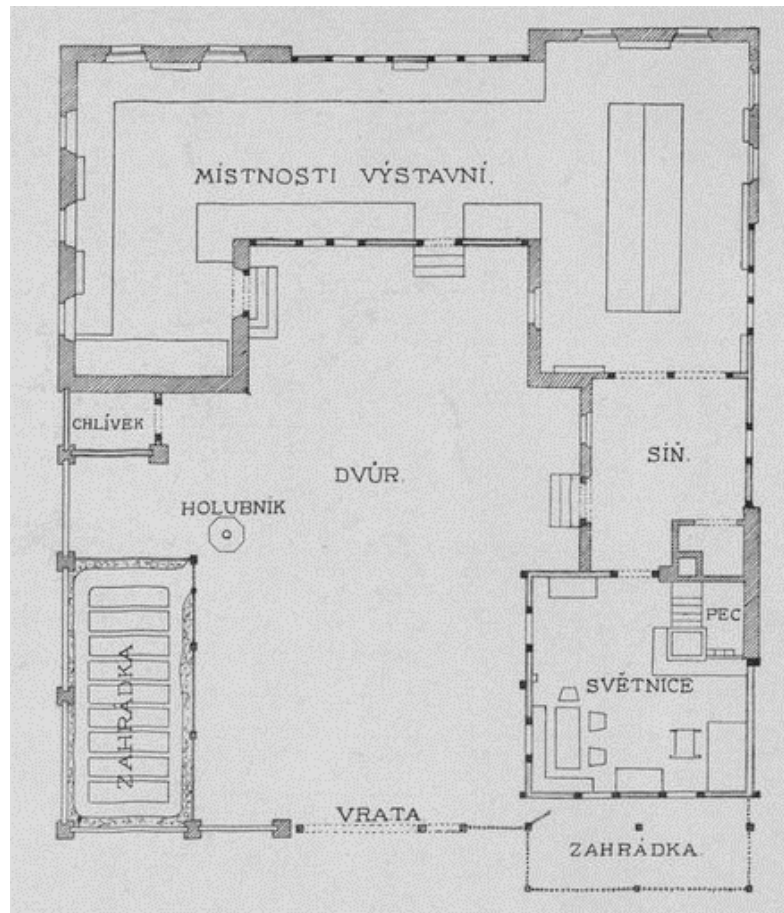 MÍSTNOSTI VÝSTAVNÍ.
CHLÍVEK
DVŮR.
SÍŇ.
HOLUBNÍK
PEC
SVĚTNICE
ZAHRÁDKA
VRATA
ZAHRÁDKA.